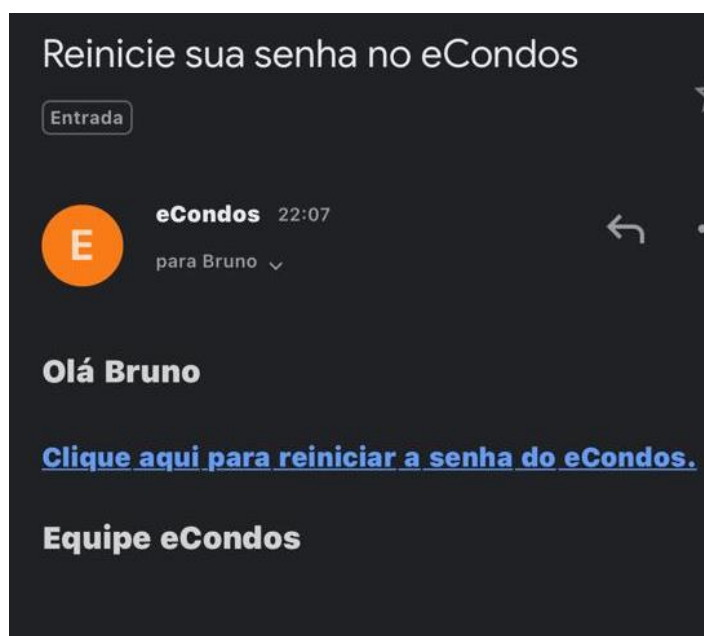 Reinicie sua senha no eCondos
Entrada
eCondos 22:07
E
para Bruno
Olá Bruno
Clique aqui para reiniciar a senha do eCondos.
Equipe eCondos